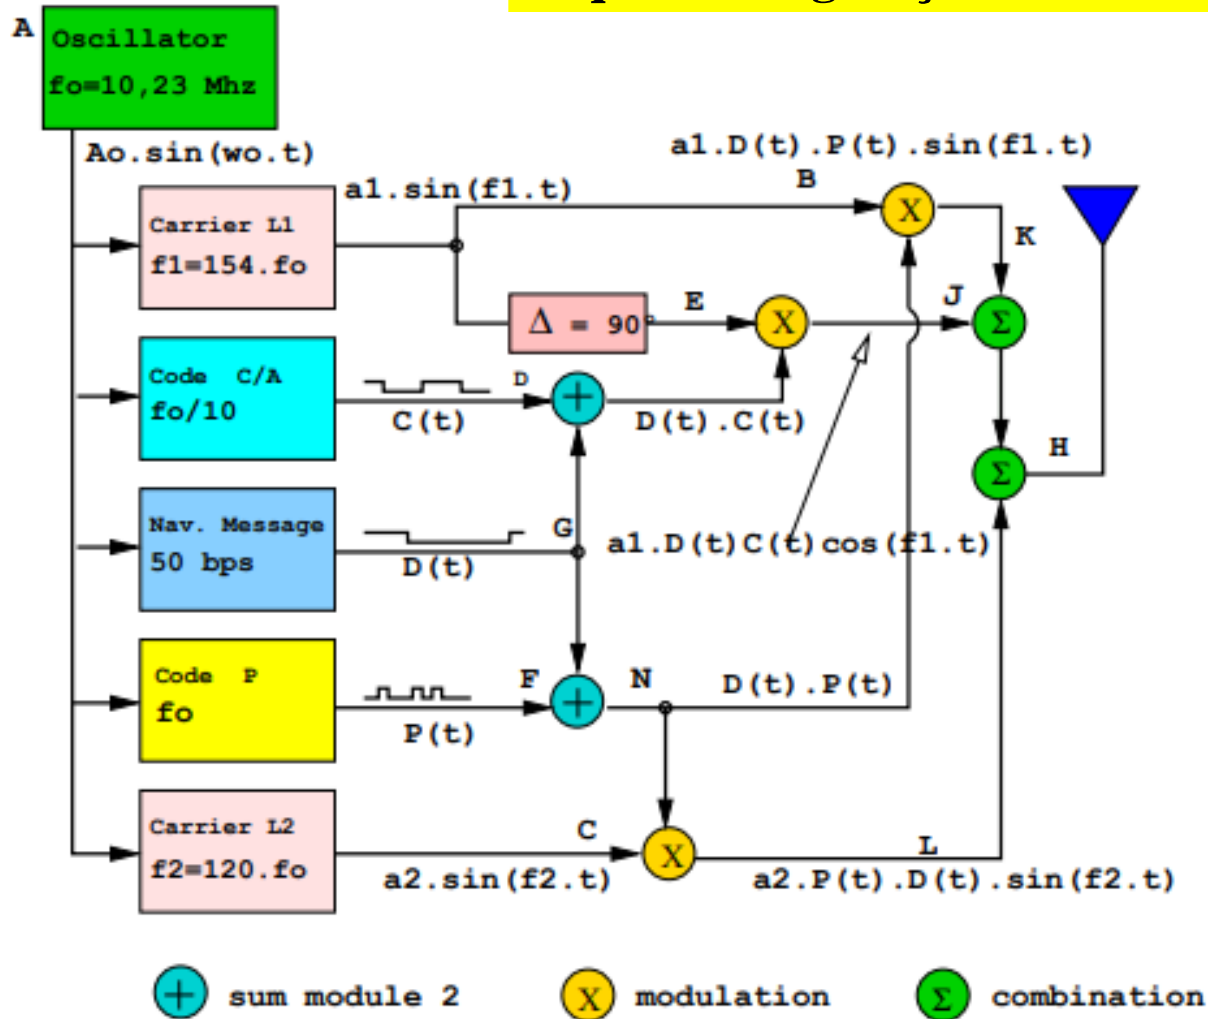 A
Oscillator
fo=10,23 Mhz
Ao.sin(wo.t)
a1.D(t).P(t).sin(f1.t)
a1.sin(f1.t)
B
Carrier L1
f1=154.fo
X
K
Δ = 90
E
X
J
Σ
Code C/A
fo/10
C(t)
D
+
D(t).C(t)
Σ
H
Nav. Message
50 bps
D(t)
G
a1.D(t)C(t)cos(f1.t)
Code P
fo
P(t)
F
+
N
D(t).P(t)
Carrier L2
f2=120.fo
a2.sin(f2.t)
C
X
L
a2.P(t).D(t).sin(f2.t)
+ sum module 2
X modulation
Σ combination